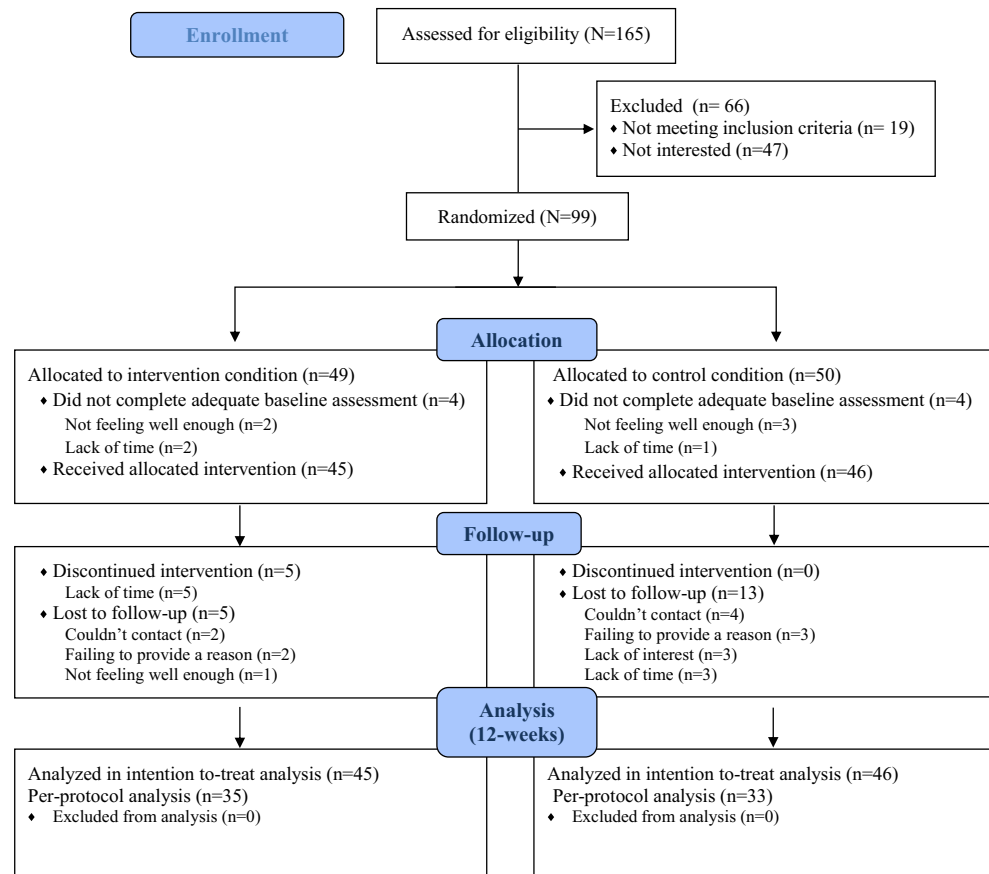 Enrollment
Assessed for eligibility (N=165)
Excluded (n= 66)
♦ Not meeting inclusion criteria (n= 19)
♦ Not interested (n=47)
Randomized (N=99)
Allocation
Allocated to intervention condition (n=49)
♦ Did not complete adequate baseline assessment (n=4)
Not feeling well enough (n=2)
Lack of time (n=2)
♦ Received allocated intervention (n=45)
Allocated to control condition (n=50)
♦ Did not complete adequate baseline assessment (n=4)
Not feeling well enough (n=3)
Lack of time (n=1)
♦ Received allocated intervention (n=46)
Follow-up
♦ Discontinued intervention (n=5)
Lack of time (n=5)
♦ Lost to follow-up (n=5)
Couldn’t contact (n=2)
Failing to provide a reason (n=2)
Not feeling well enough (n=1)
♦ Discontinued intervention (n=0)
♦ Lost to follow-up (n=13)
Couldn’t contact (n=4)
Failing to provide a reason (n=3)
Lack of interest (n=3)
Lack of time (n=3)
Analysis
(12-weeks)
Analyzed in intention to-treat analysis (n=45)
Per-protocol analysis (n=35)
♦ Excluded from analysis (n=0)
Analyzed in intention to-treat analysis (n=46)
Per-protocol analysis (n=33)
♦ Excluded from analysis (n=0)